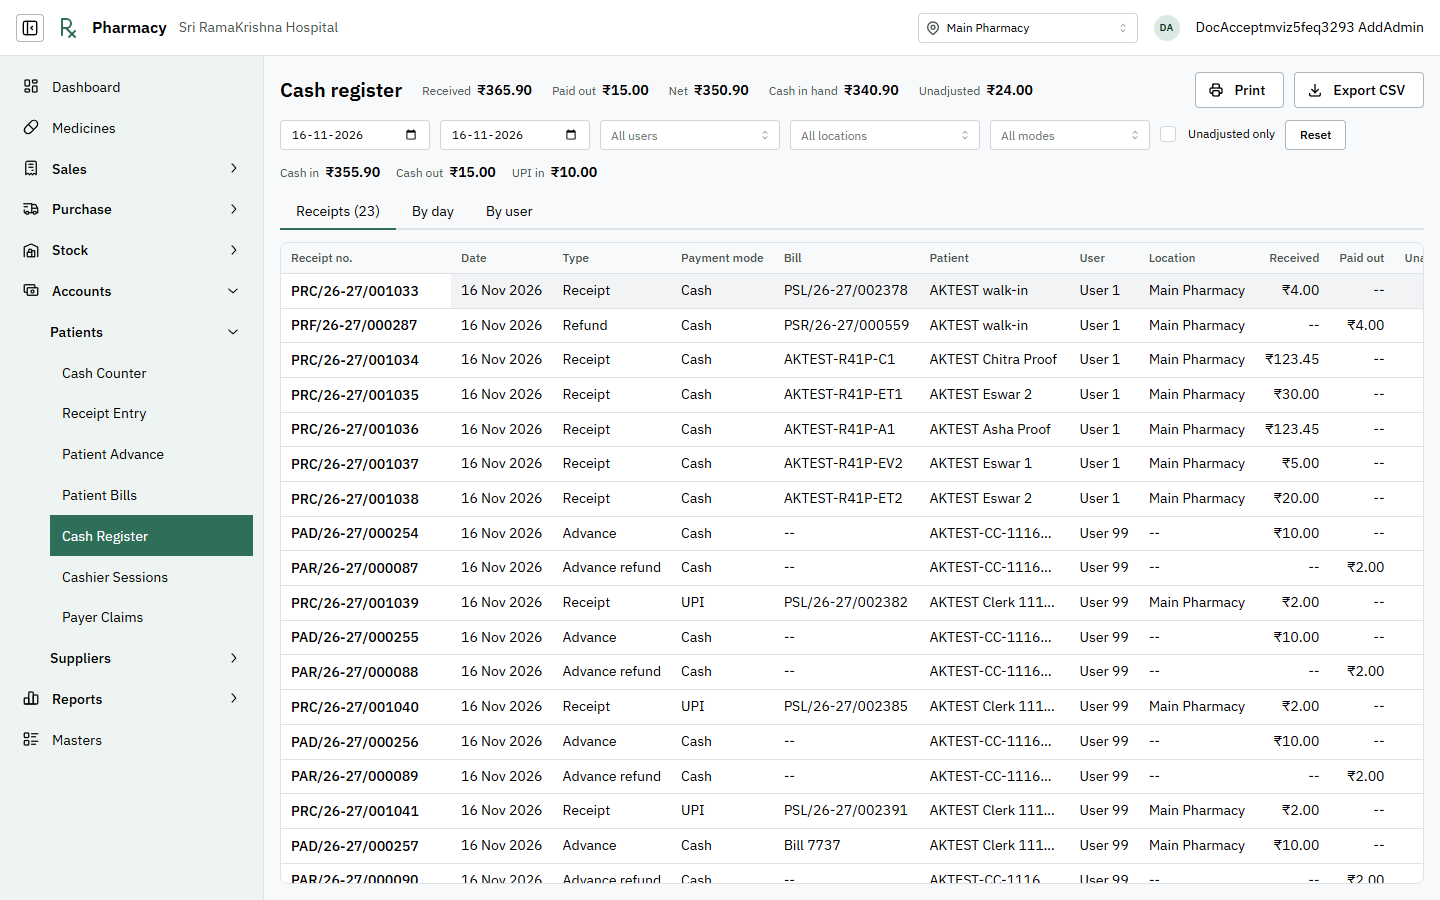 Pharmacy Sri RamaKrishna Hospital Main Pharmacy DA DocAcceptmviz5feq3293 AddAdmin
Dashboard
Medicines
Sales
Purchase
Stock
Accounts
Patients
Cash Counter
Receipt Entry
Patient Advance
Patient Bills
Cash Register
Cashier Sessions
Payer Claims
Suppliers
Reports
Masters
Cash register Received ₹365.90 Paid out ₹15.00 Net ₹350.90 Cash in hand ₹340.90 Unadjusted ₹24.00 Print Export CSV
16-11-2026 16-11-2026 All users All locations All modes Unadjusted only Reset
Cash in ₹355.90 Cash out ₹15.00 UPI in ₹10.00
Receipts (23) By day By user
Receipt no. Date Type Payment mode Bill Patient User Location Received Paid out Una
PRC/26-27/001033 16 Nov 2026 Receipt Cash PSL/26-27/002378 AKTEST walk-in User 1 Main Pharmacy ₹4.00 --
PRF/26-27/000287 16 Nov 2026 Refund Cash PSR/26-27/000559 AKTEST walk-in User 1 Main Pharmacy -- ₹4.00
PRC/26-27/001034 16 Nov 2026 Receipt Cash AKTEST-R41P-C1 AKTEST Chitra Proof User 1 Main Pharmacy ₹123.45 --
PRC/26-27/001035 16 Nov 2026 Receipt Cash AKTEST-R41P-ET1 AKTEST Eswar 2 User 1 Main Pharmacy ₹30.00 --
PRC/26-27/001036 16 Nov 2026 Receipt Cash AKTEST-R41P-A1 AKTEST Asha Proof User 1 Main Pharmacy ₹123.45 --
PRC/26-27/001037 16 Nov 2026 Receipt Cash AKTEST-R41P-EV2 AKTEST Eswar 1 User 1 Main Pharmacy ₹5.00 --
PRC/26-27/001038 16 Nov 2026 Receipt Cash AKTEST-R41P-ET2 AKTEST Eswar 2 User 1 Main Pharmacy ₹20.00 --
PAD/26-27/000254 16 Nov 2026 Advance Cash -- AKTEST-CC-1116... User 99 -- ₹10.00 --
PAR/26-27/000087 16 Nov 2026 Advance refund Cash -- AKTEST-CC-1116... User 99 -- -- ₹2.00
PRC/26-27/001039 16 Nov 2026 Receipt UPI PSL/26-27/002382 AKTEST Clerk 111... User 99 Main Pharmacy ₹2.00 --
PAD/26-27/000255 16 Nov 2026 Advance Cash -- AKTEST-CC-1116... User 99 -- ₹10.00 --
PAR/26-27/000088 16 Nov 2026 Advance refund Cash -- AKTEST-CC-1116... User 99 -- -- ₹2.00
PRC/26-27/001040 16 Nov 2026 Receipt UPI PSL/26-27/002385 AKTEST Clerk 111... User 99 Main Pharmacy ₹2.00 --
PAD/26-27/000256 16 Nov 2026 Advance Cash -- AKTEST-CC-1116... User 99 -- ₹10.00 --
PAR/26-27/000089 16 Nov 2026 Advance refund Cash -- AKTEST-CC-1116... User 99 -- -- ₹2.00
PRC/26-27/001041 16 Nov 2026 Receipt UPI PSL/26-27/002391 AKTEST Clerk 111... User 99 Main Pharmacy ₹2.00 --
PAD/26-27/000257 16 Nov 2026 Advance Cash Bill 7737 AKTEST Clerk 111... User 99 Main Pharmacy ₹10.00 --
PAR/26-27/000090 16 Nov 2026 Advance refund Cash -- AKTEST-CC-1116 User 99 -- -- ₹2.00